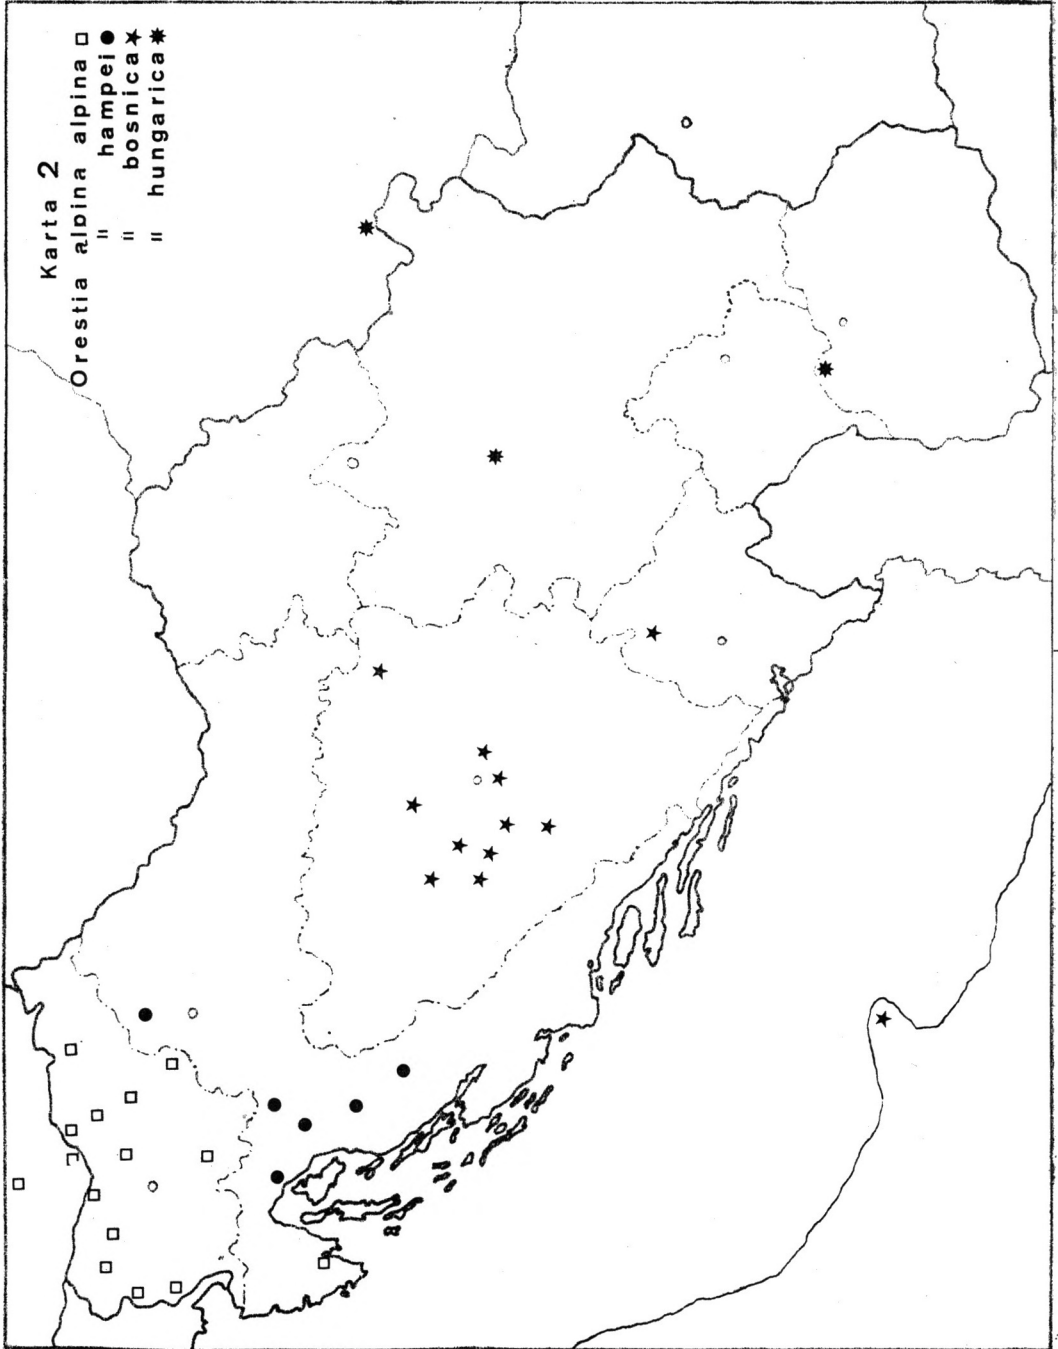 Karta 2
Orestia alpina alpina □
" hampei ●
" bosnica ★
" hungarica ✷